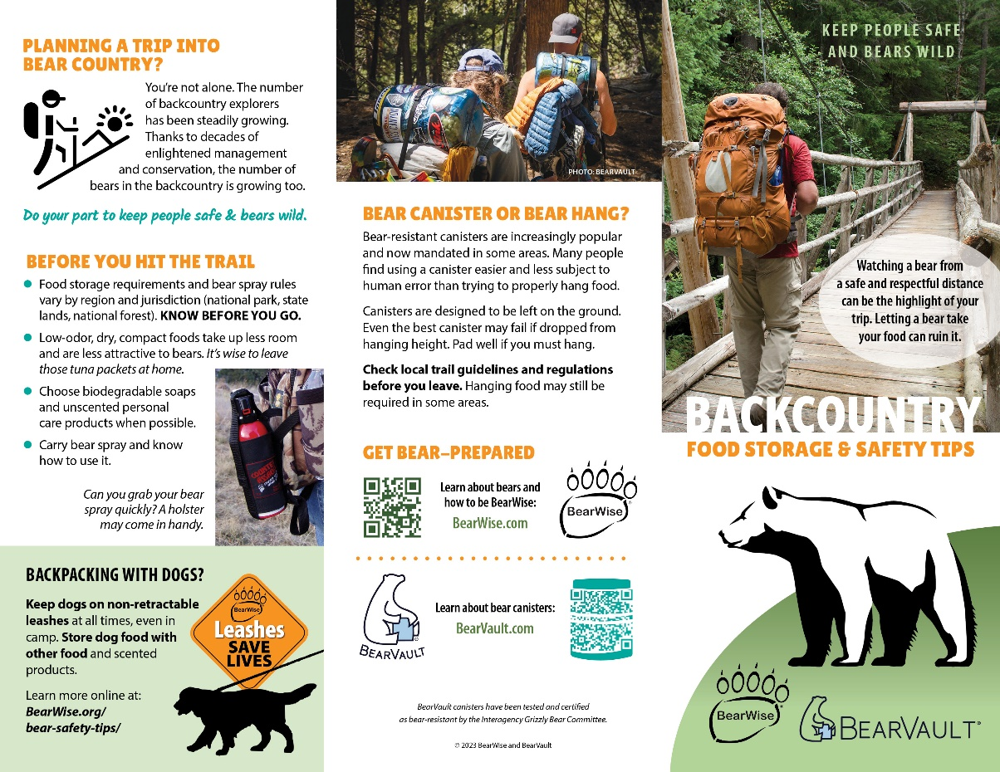 PLANNING A TRIP INTO
BEAR COUNTRY?
You're not alone. The number
of backcountry explorers
has been steadily growing.
Thanks to decades of
enlightened management
and conservation, the number of
bears in the backcountry is growing too.
Do your part to keep people safe & bears wild.
BEFORE YOU HIT THE TRAIL
Food storage requirements and bear spray rules
vary by region and jurisdiction (national park, state
lands, national forest). KNOW BEFORE YOU GO.
Low-odor, dry, compact foods take up less room
and are less attractive to bears. It's wise to leave
those tuna packets at home.
Choose biodegradable soaps
and unscented personal
care products when possible.
Carry bear spray and know
how to use it.
Can you grab your bear
spray quickly? A holster
may come in handy.
BACKPACKING WITH DOGS?
Keep dogs on non-retractable
leashes at all times, even in
camp. Store dog food with
other food and scented
products.
Learn more online at:
BearWise.org/
bear-safety-tips/
BearWise
Leashes
SAVE
LIVES
PHOTO: BEARVAULT
BEAR CANISTER OR BEAR HANG?
Bear-resistant canisters are increasingly popular
and now mandated in some areas. Many people
find using a canister easier and less subject to
human error than trying to properly hang food.
Canisters are designed to be left on the ground.
Even the best canister may fail if dropped from
hanging height. Pad well if you must hang.
Check local trail guidelines and regulations
before you leave. Hanging food may still be
required in some areas.
GET BEAR–PREPARED
Learn about bears and
how to be BearWise:
BearWise.com
BearWise®
Learn about bear canisters:
BearVault.com
BEARVAULT
BearVault canisters have been tested and certified
as bear-resistant by the Interagency Grizzly Bear Committee.
© 2023 BearWise and BearVault
KEEP PEOPLE SAFE
AND BEARS WILD
Watching a bear from
a safe and respectful distance
can be the highlight of your
trip. Letting a bear take
your food can ruin it.
BACKCOUNTRY
FOOD STORAGE & SAFETY TIPS
BearWise®
BEARVAULT®